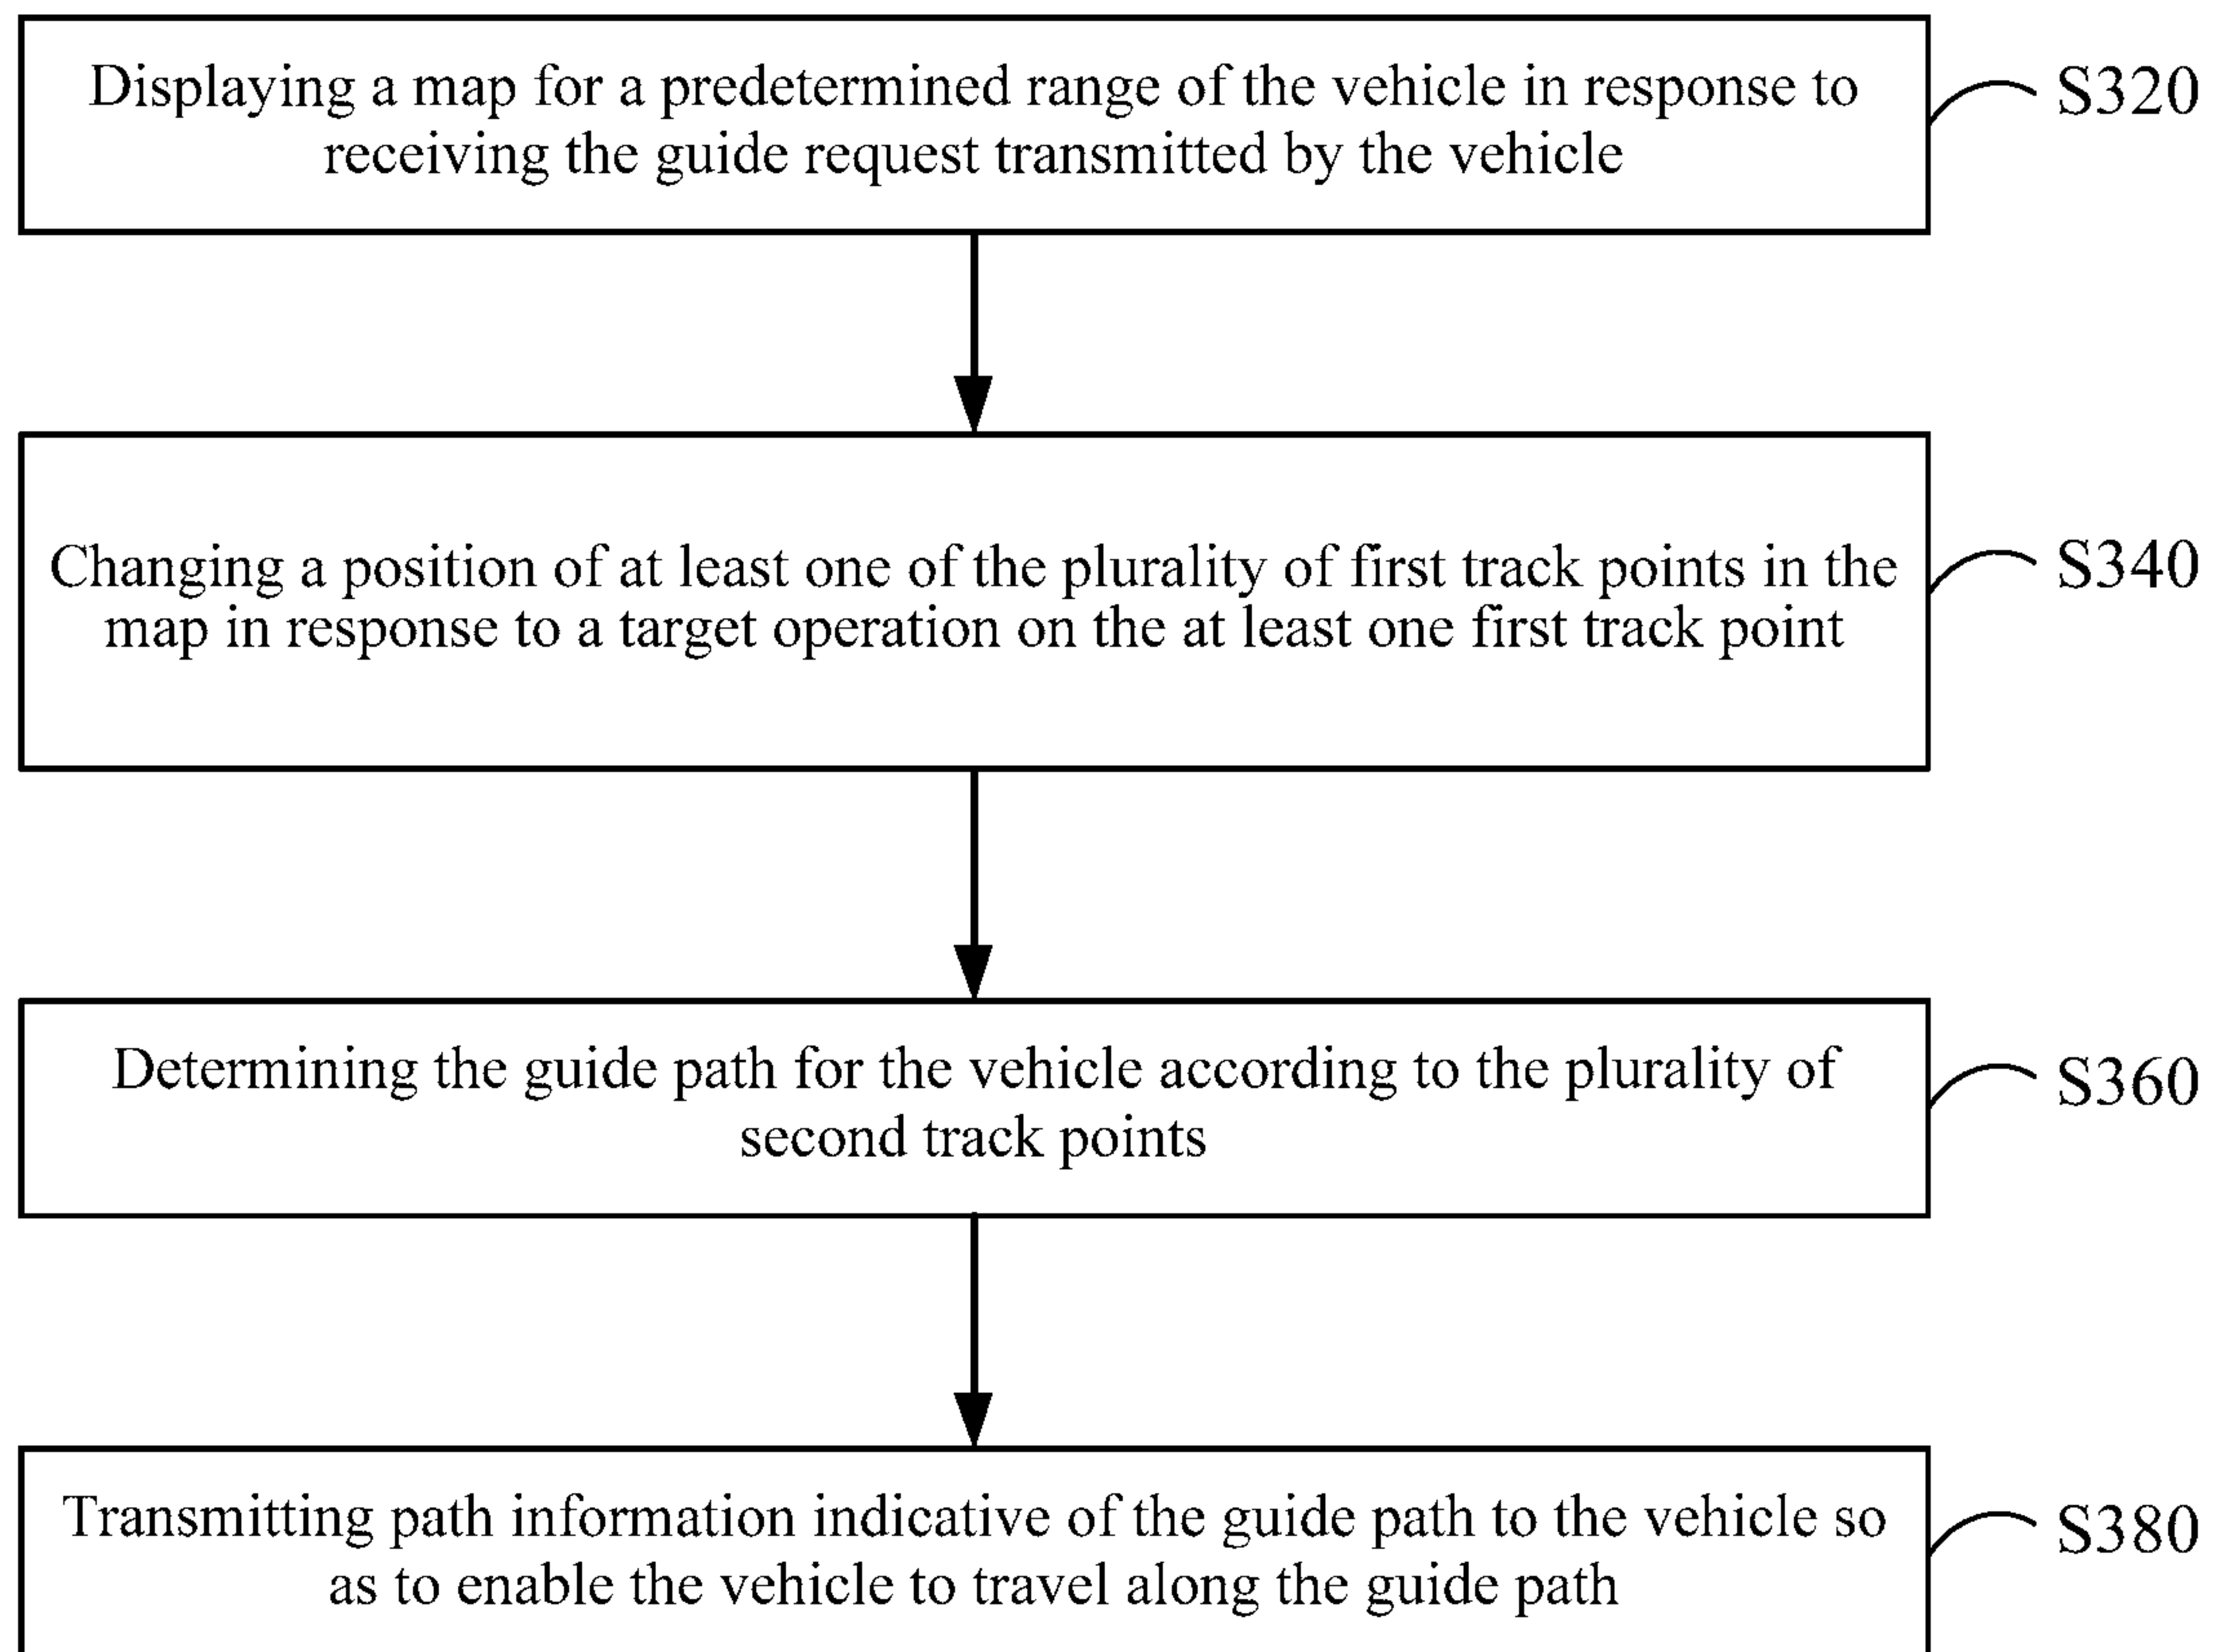 Displaying a map for a predetermined range of the vehicle in response to
receiving the guide request transmitted by the vehicle
S320
Changing a position of at least one of the plurality of first track points in the
map in response to a target operation on the at least one first track point
S340
Determining the guide path for the vehicle according to the plurality of
second track points
S360
Transmitting path information indicative of the guide path to the vehicle so
as to enable the vehicle to travel along the guide path
S380